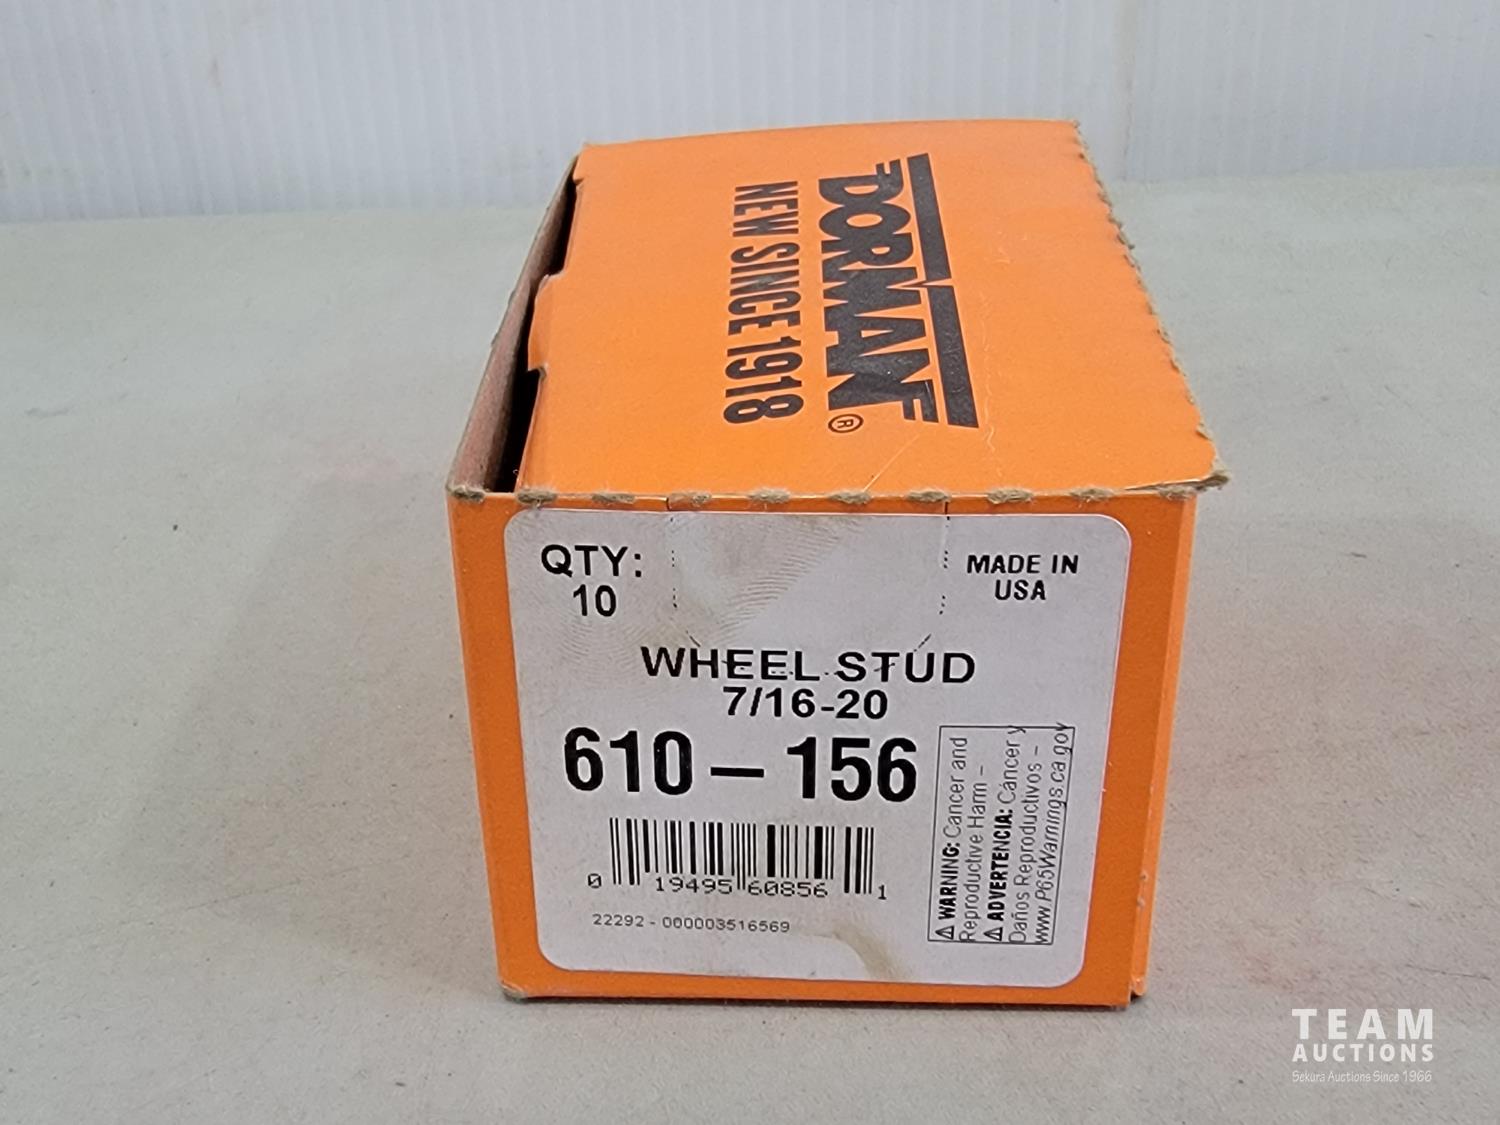 DORMAN®
NEW SINCE 1918
QTY:
10
MADE IN
USA
WHEEL STUD
7/16-20
610 – 156
0 19495 60856 1
22292 - 000003516569
⚠ WARNING: Cancer and
Reproductive Harm –
⚠ ADVERTENCIA: Cáncer y
Daños Reproductivos –
www.P65Warnings.ca.gov
TEAM
AUCTIONS
Sekura Auctions Since 1966